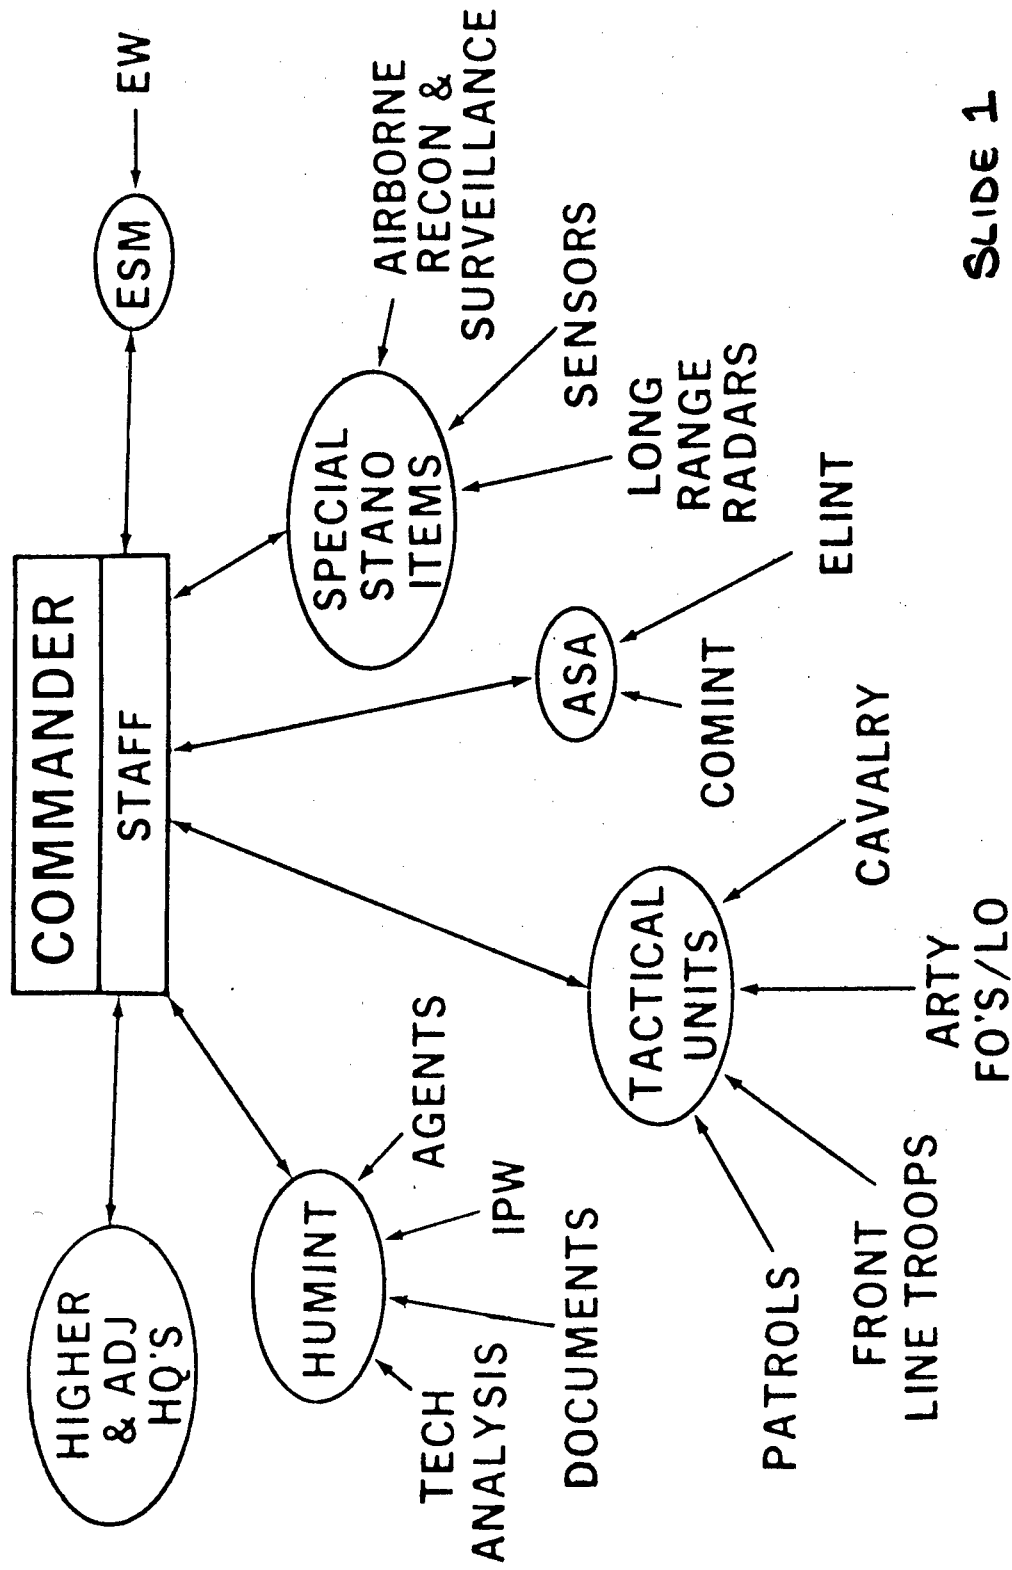 COMMANDER
STAFF
HIGHER
& ADJ
HQ'S
ESM
EW
HUMINT
TECH
ANALYSIS
DOCUMENTS
IPW
AGENTS
TACTICAL
UNITS
PATROLS
FRONT
LINE TROOPS
ARTY
FO'S/LO
CAVALRY
ASA
COMINT
ELINT
SPECIAL
STANO
ITEMS
LONG
RANGE
RADARS
SENSORS
AIRBORNE
RECON &
SURVEILLANCE
SLIDE 1